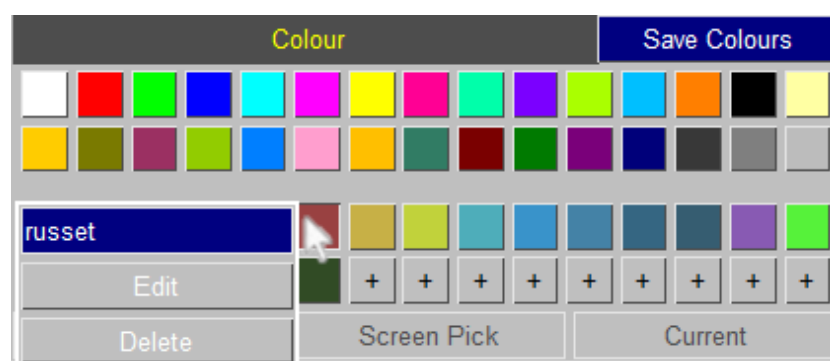 Colour Save Colours
russet
Edit + + + + + + + + +
Delete Screen Pick Current